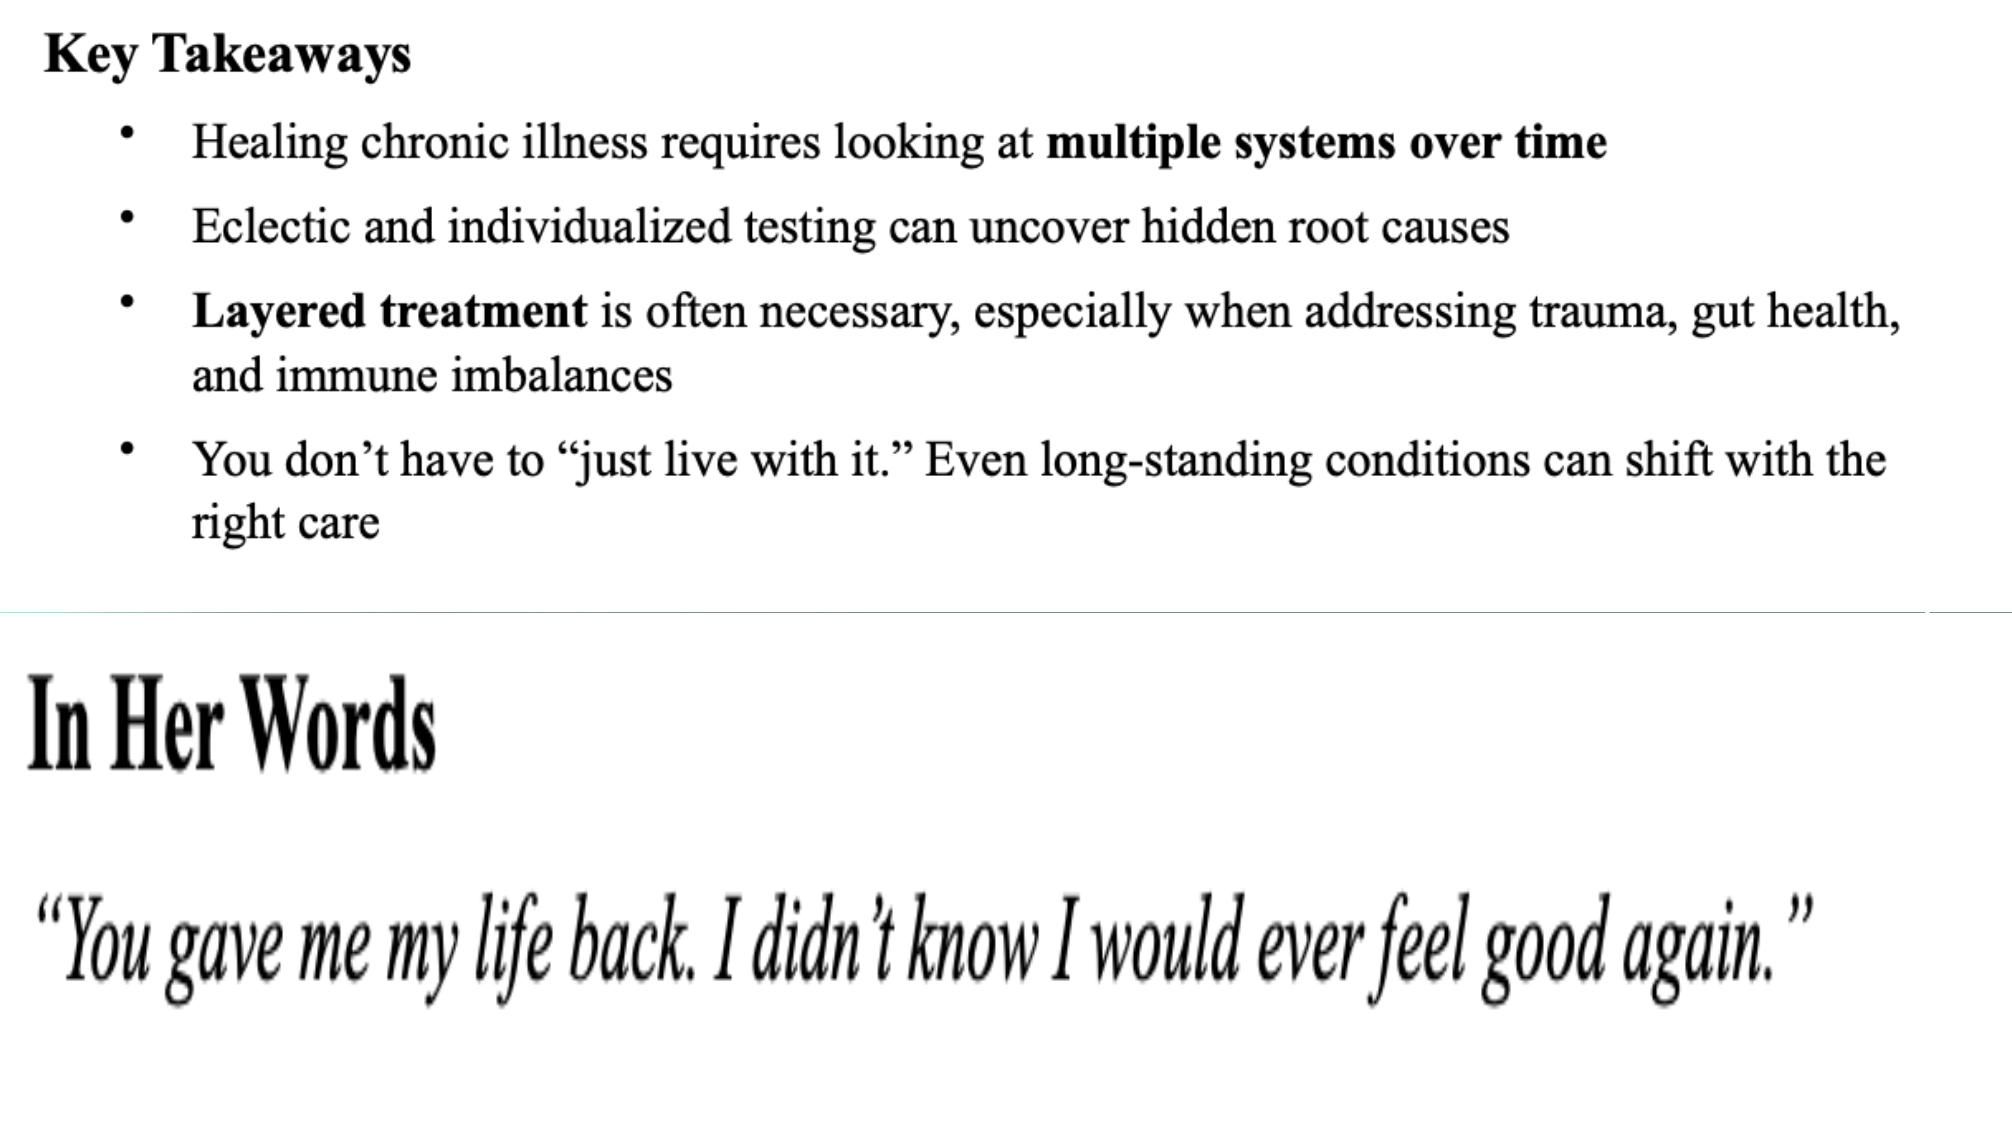 Key Takeaways
• Healing chronic illness requires looking at multiple systems over time
• Eclectic and individualized testing can uncover hidden root causes
• Layered treatment is often necessary, especially when addressing trauma, gut health,
and immune imbalances
• You don’t have to “just live with it.” Even long-standing conditions can shift with the
right care
In Her Words
“You gave me my life back. I didn’t know I would ever feel good again.”